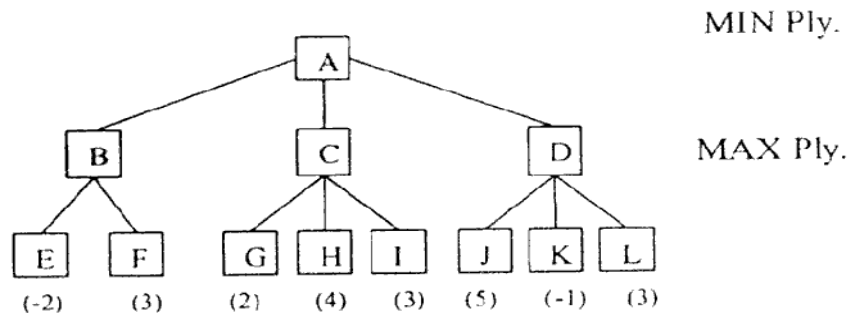 MIN Ply.
A
B C D MAX Ply.
E F G H I J K L
(-2) (3) (2) (4) (3) (5) (-1) (3)